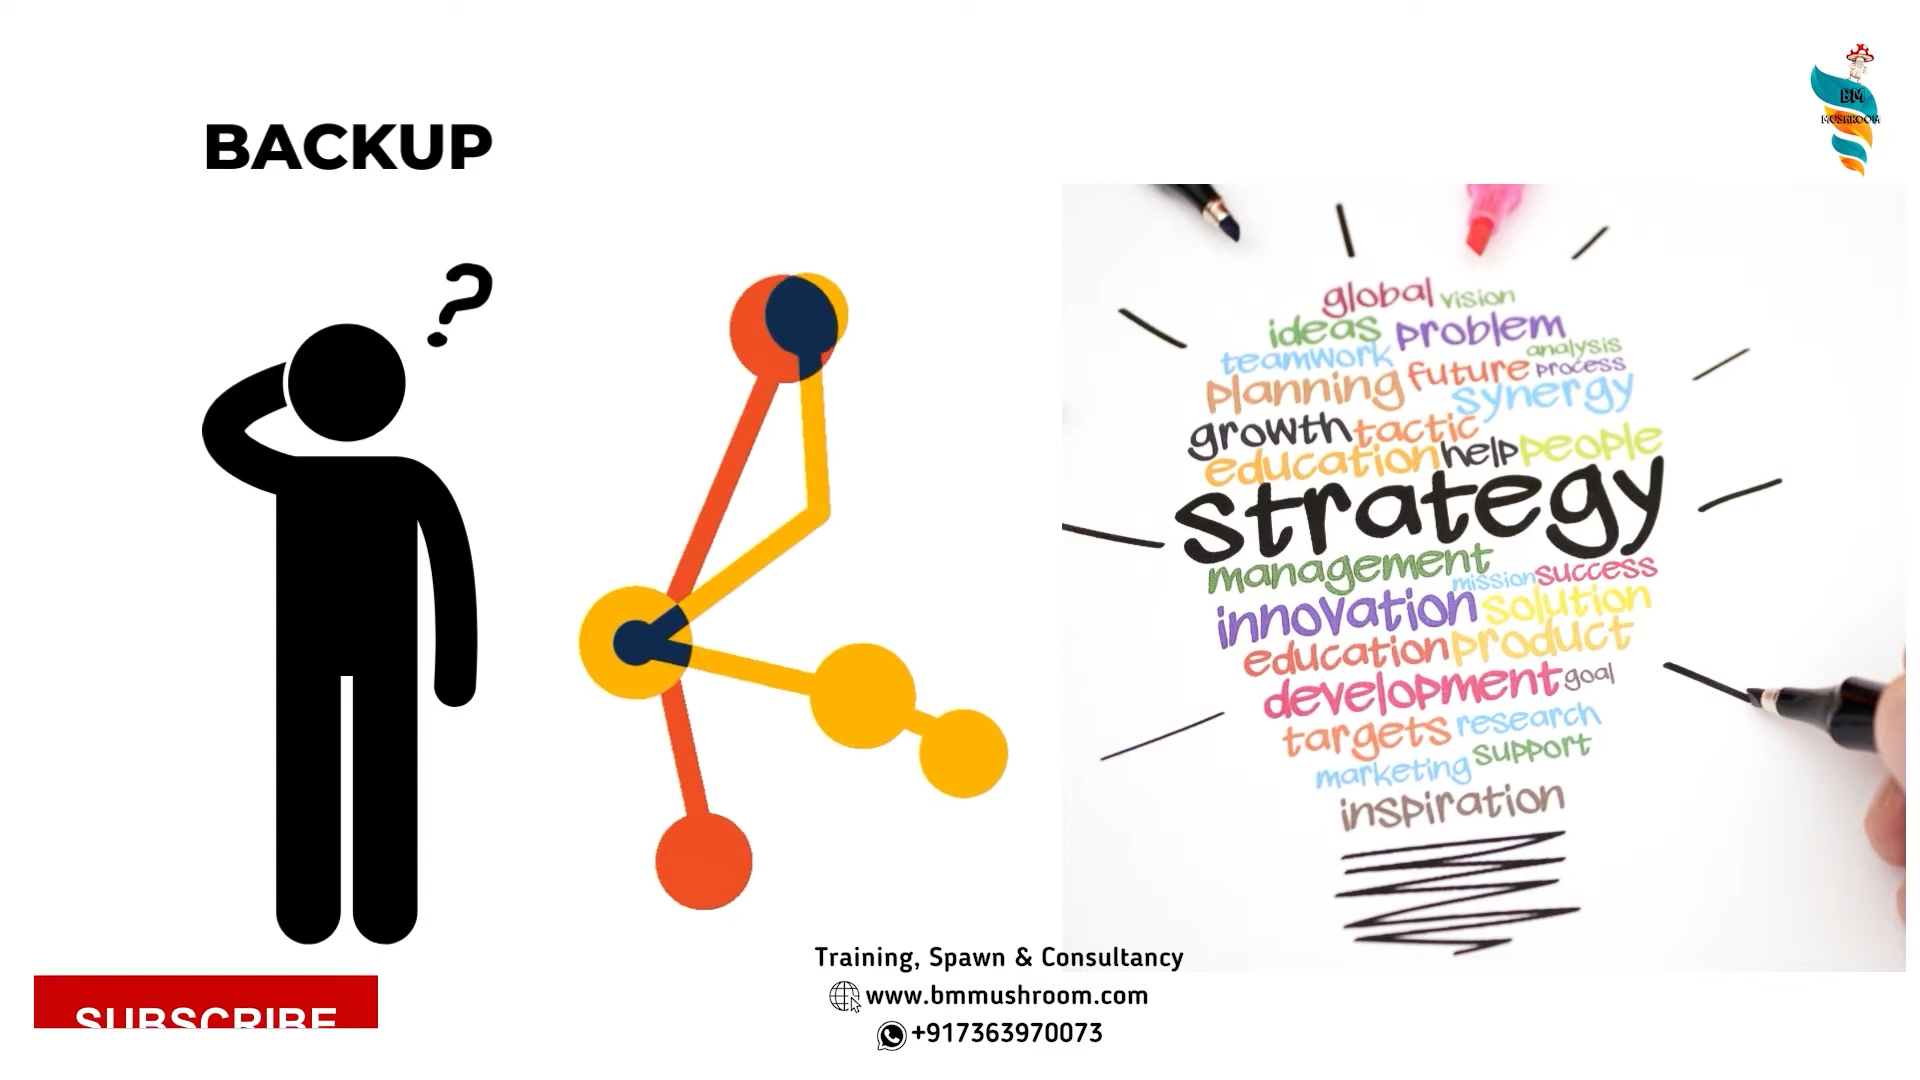 BACKUP
?
BM
MUSHROOM
global vision
ideas problem
teamwork analysis
planning future process
synergy
growth tactic
education help people
strategy
management
mission success
innovation solution
education product
development goal
targets research
marketing support
inspiration
Training, Spawn & Consultancy
www.bmmushroom.com
+917363970073
SUBSCRIBE